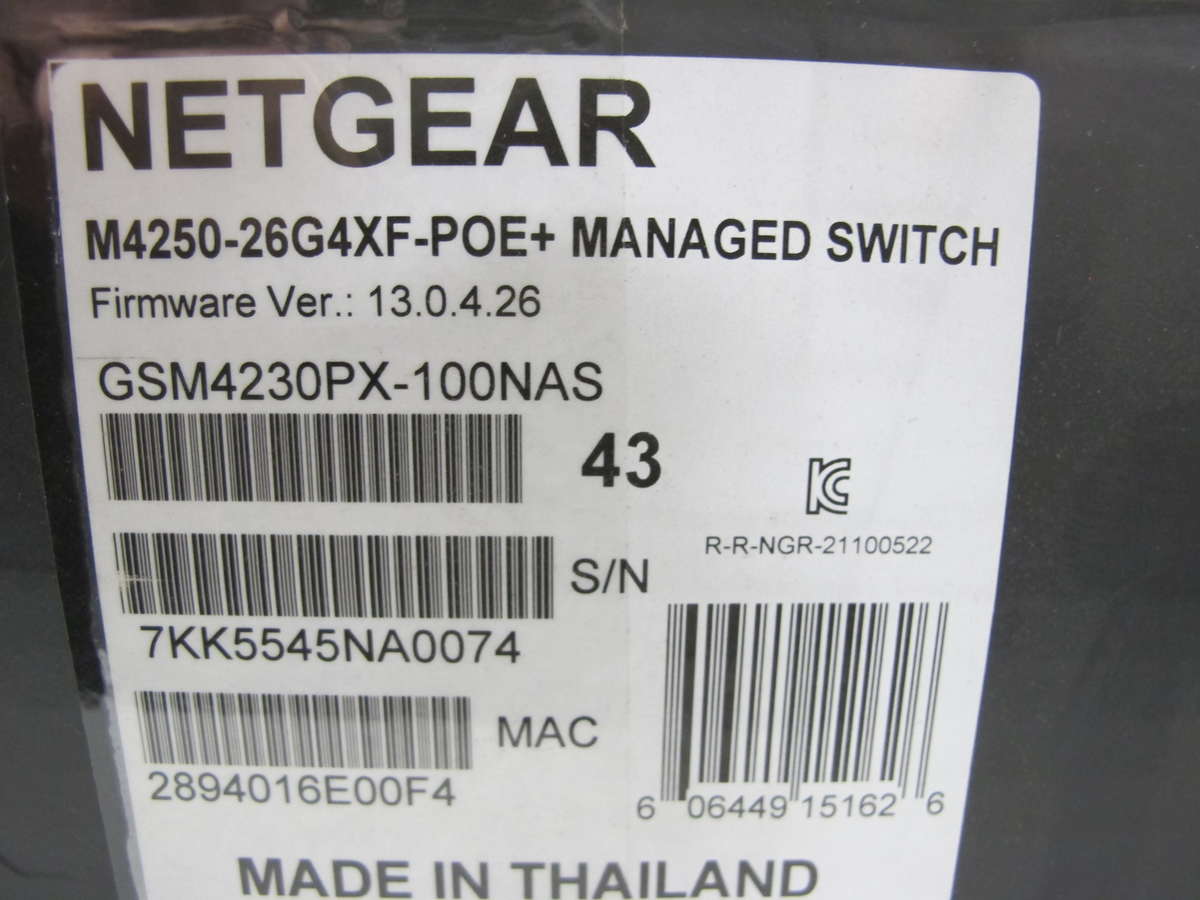 NETGEAR
M4250-26G4XF-POE+ MANAGED SWITCH
Firmware Ver.: 13.0.4.26
GSM4230PX-100NAS
43
R-R-NGR-21100522
S/N
7KK5545NA0074
MAC
2894016E00F4
6 06449 15162 6
MADE IN THAILAND